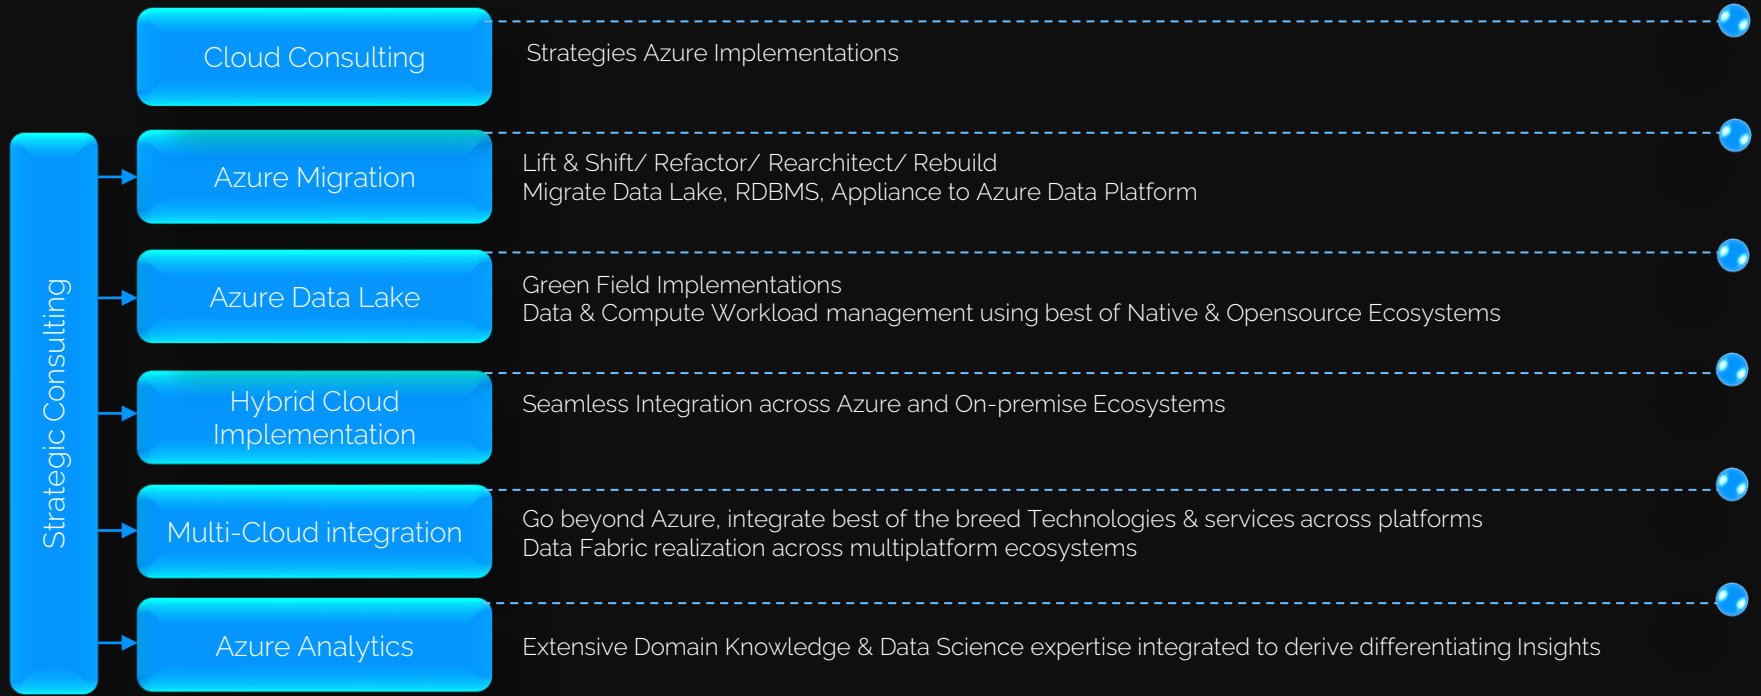 Cloud Consulting
Strategies Azure Implementations
Strategic Consulting
Azure Migration
Lift & Shift/ Refactor/ Rearchitect/ Rebuild
Migrate Data Lake, RDBMS, Appliance to Azure Data Platform
Azure Data Lake
Green Field Implementations
Data & Compute Workload management using best of Native & Opensource Ecosystems
Hybrid Cloud
Implementation
Seamless Integration across Azure and On-premise Ecosystems
Multi-Cloud integration
Go beyond Azure, integrate best of the breed Technologies & services across platforms
Data Fabric realization across multiplatform ecosystems
Azure Analytics
Extensive Domain Knowledge & Data Science expertise integrated to derive differentiating Insights